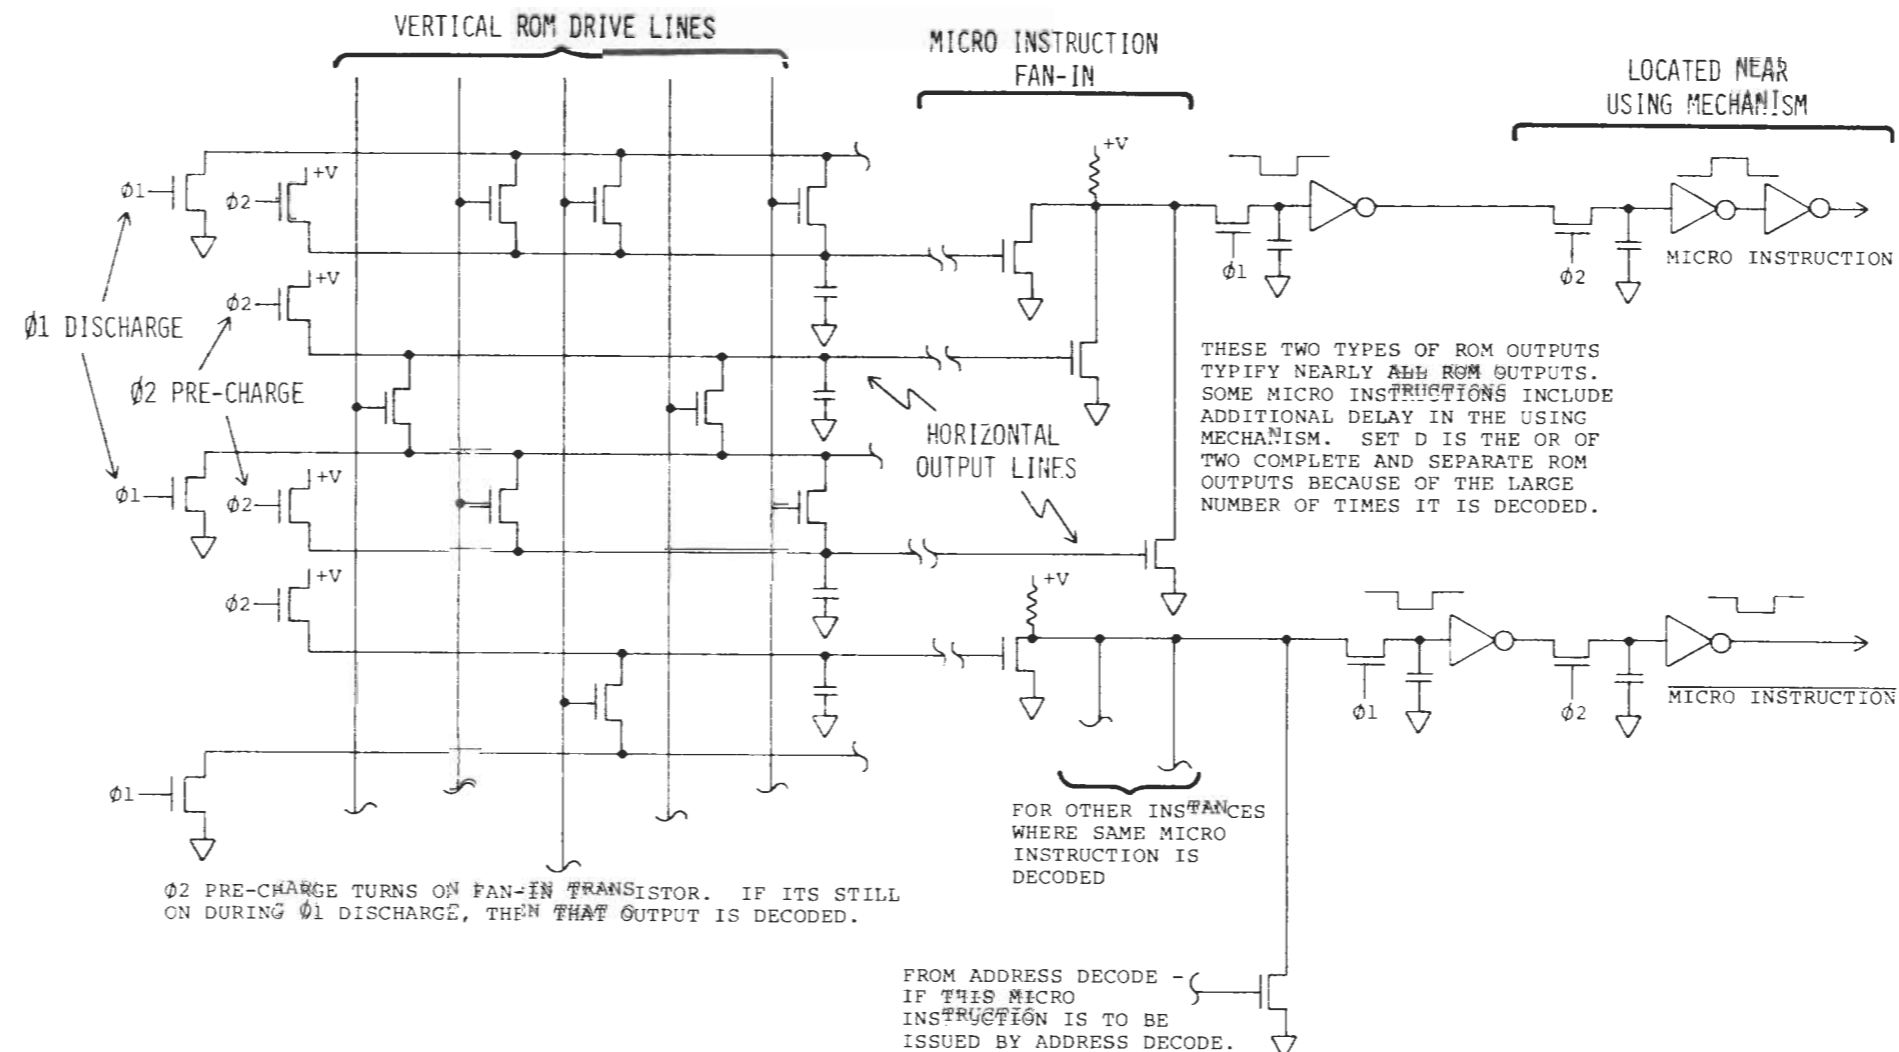 VERTICAL ROM DRIVE LINES
MICRO INSTRUCTION
FAN-IN
LOCATED NEAR
USING MECHANISM
+V
+V
Ø1
Ø2
Ø1
Ø2
MICRO INSTRUCTION
+V
Ø2
Ø1 DISCHARGE
Ø2 PRE-CHARGE
HORIZONTAL
OUTPUT LINES
THESE TWO TYPES OF ROM OUTPUTS
TYPIFY NEARLY ALL ROM OUTPUTS.
SOME MICRO INSTRUCTIONS INCLUDE
ADDITIONAL DELAY IN THE USING
MECHANISM. SET D IS THE OR OF
TWO COMPLETE AND SEPARATE ROM
OUTPUTS BECAUSE OF THE LARGE
NUMBER OF TIMES IT IS DECODED.
+V
Ø1
Ø2
+V
Ø2
+V
Ø1
Ø2
MICRO INSTRUCTION
Ø1
FOR OTHER INSTANCES
WHERE SAME MICRO
INSTRUCTION IS
DECODED
Ø2 PRE-CHARGE TURNS ON FAN-IN TRANSISTOR. IF ITS STILL
ON DURING Ø1 DISCHARGE, THEN THAT OUTPUT IS DECODED.
FROM ADDRESS DECODE -
IF THIS MICRO
INSTRUCTION IS TO BE
ISSUED BY ADDRESS DECODE.